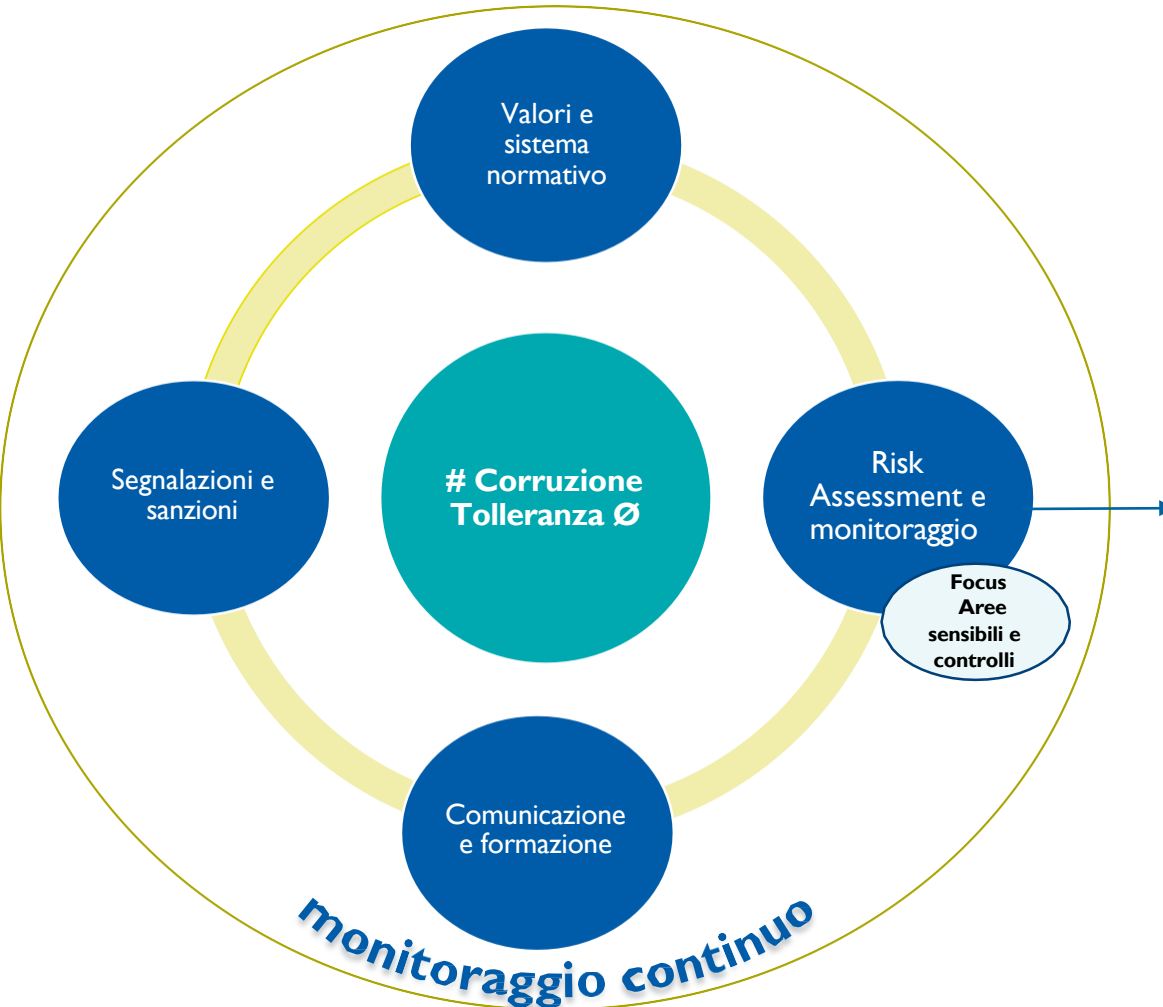 Valori e
sistema
normativo
Segnalazioni e
sanzioni
# Corruzione
Tolleranza Ø
Risk
Assessment e
monitoraggio
Focus
Aree
sensibili e
controlli
Comunicazione
e formazione
monitoraggio continuo